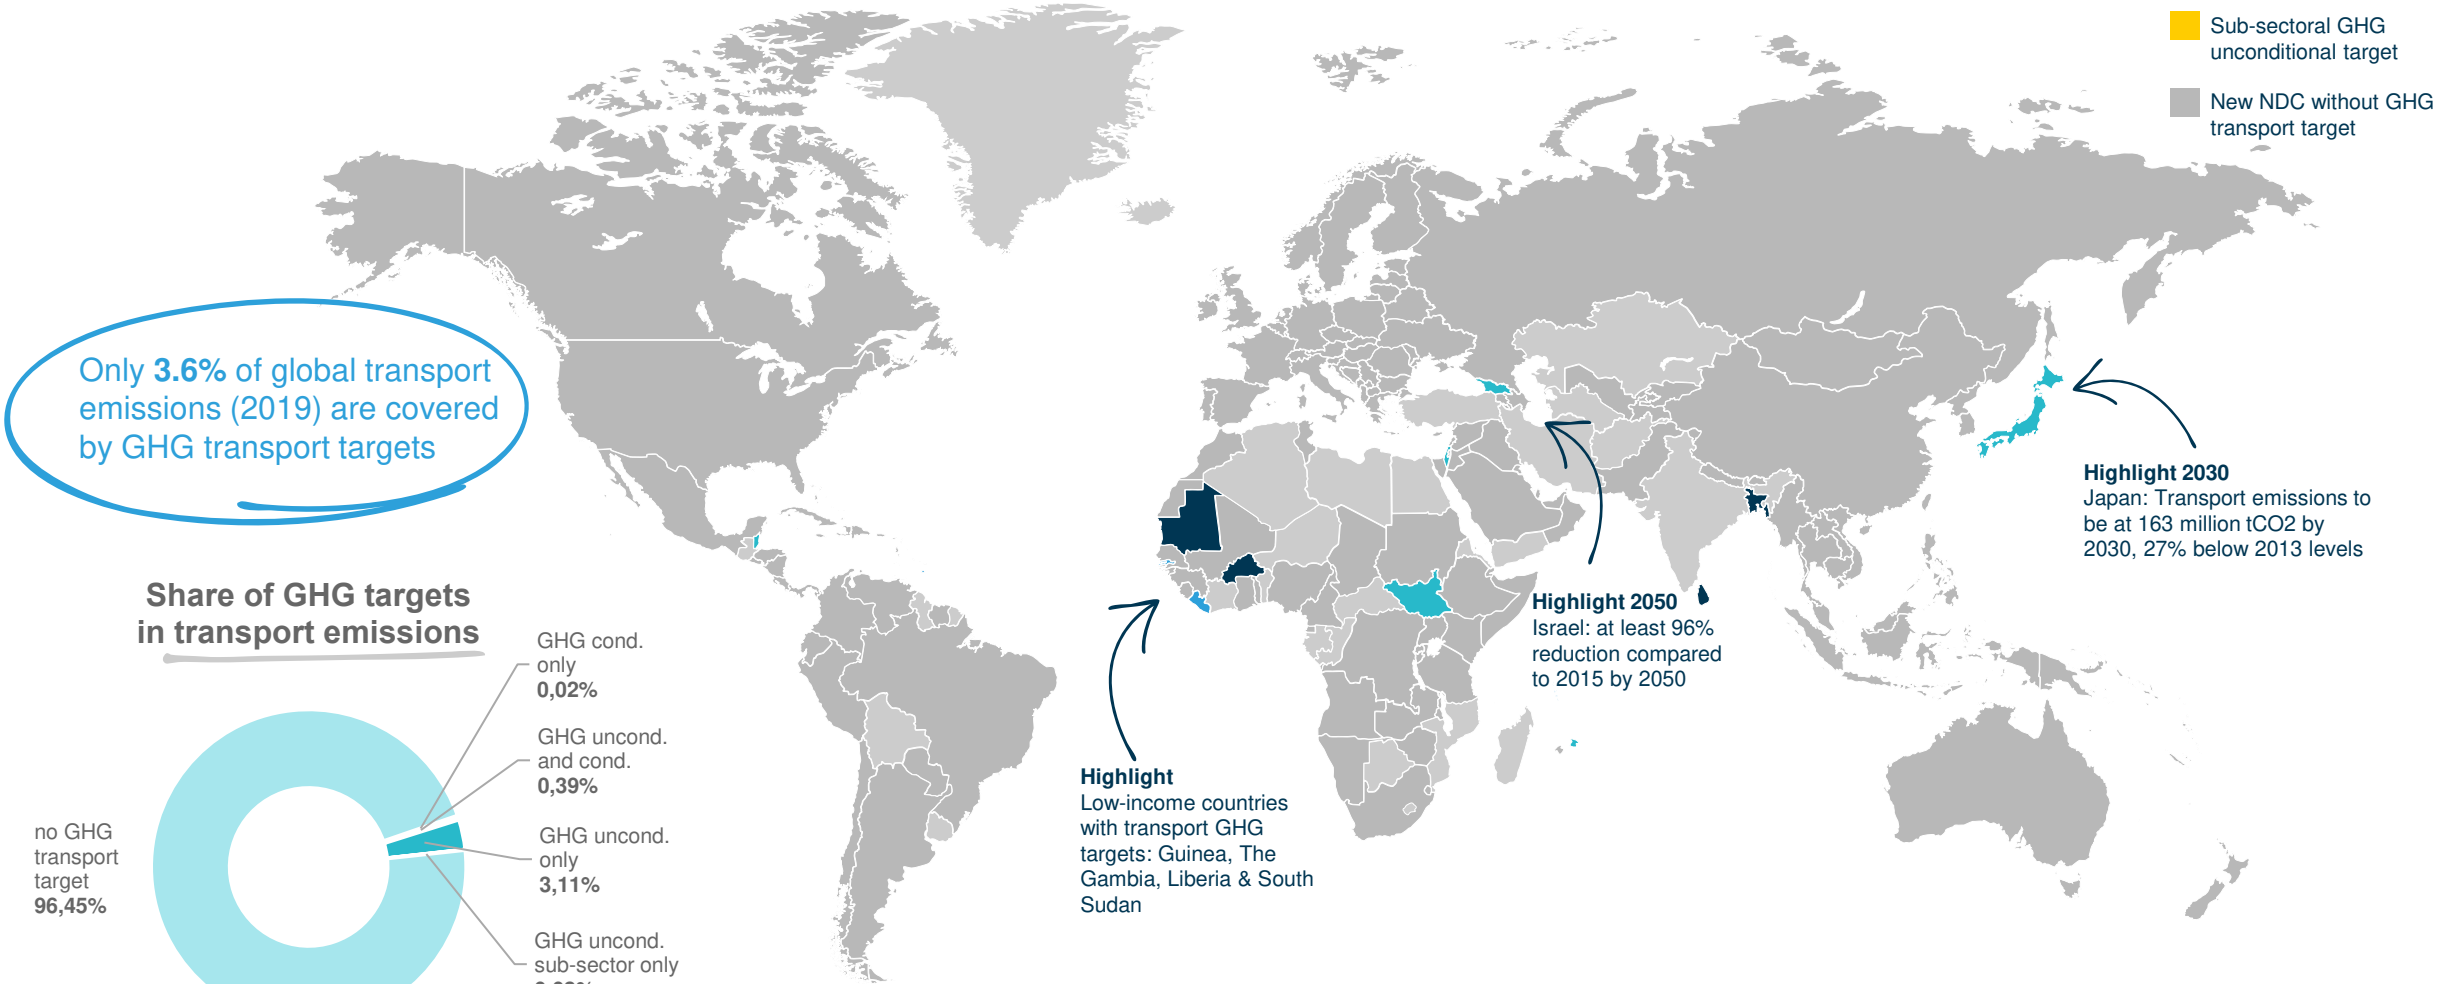 Sub-sectoral GHG
unconditional target
New NDC without GHG
transport target
Only 3.6% of global transport
emissions (2019) are covered
by GHG transport targets
Highlight 2030
Japan: Transport emissions to
be at 163 million tCO2 by
2030, 27% below 2013 levels
Highlight 2050
Israel: at least 96%
reduction compared
to 2015 by 2050
Highlight
Low-income countries
with transport GHG
targets: Guinea, The
Gambia, Liberia & South
Sudan
Share of GHG targets
in transport emissions
GHG cond.
only
0,02%
GHG uncond.
and cond.
0,39%
GHG uncond.
only
3,11%
GHG uncond.
sub-sector only
no GHG
transport
target
96,45%